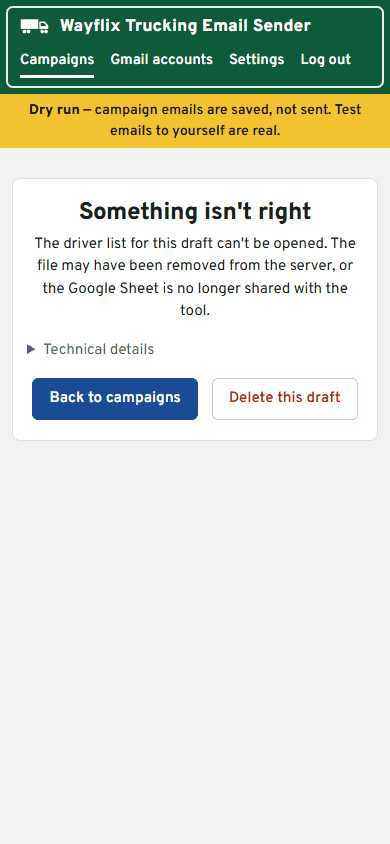 Wayflix Trucking Email Sender
Campaigns Gmail accounts Settings Log out
Dry run — campaign emails are saved, not sent. Test
emails to yourself are real.
Something isn't right
The driver list for this draft can't be opened. The
file may have been removed from the server, or
the Google Sheet is no longer shared with the
tool.
Technical details
Back to campaigns Delete this draft